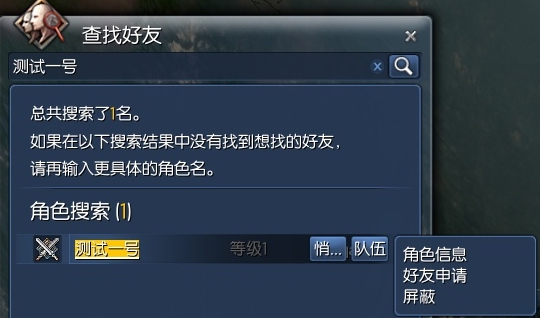 查找好友
测试一号
总共搜索了1名。
如果在以下搜索结果中没有找到想找的好友，
请再输入更具体的角色名。
角色搜索 (1)
测试一号 等级1 悄... 队伍
角色信息
好友申请
屏蔽